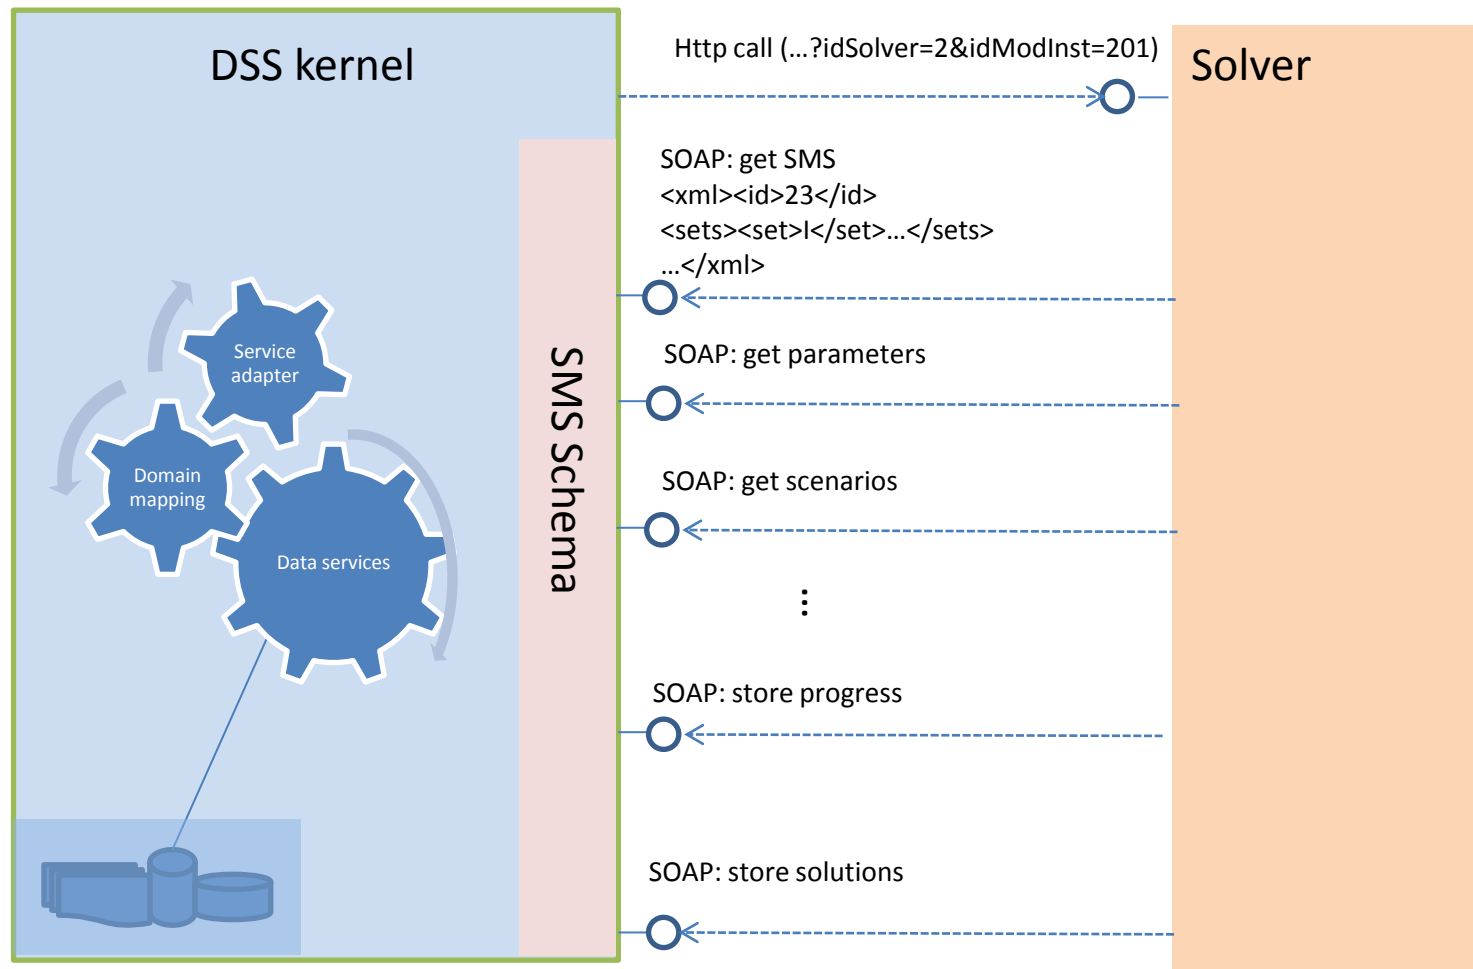 DSS kernel
Http call (...?idSolver=2&idModInst=201)
Solver
SOAP: get SMS
<xml><id>23</id>
<sets><set>I</set>...</sets>
...</xml>
SOAP: get parameters
SOAP: get scenarios
⋮
SOAP: store progress
SOAP: store solutions
SMS Schema
Service
adapter
Domain
mapping
Data services